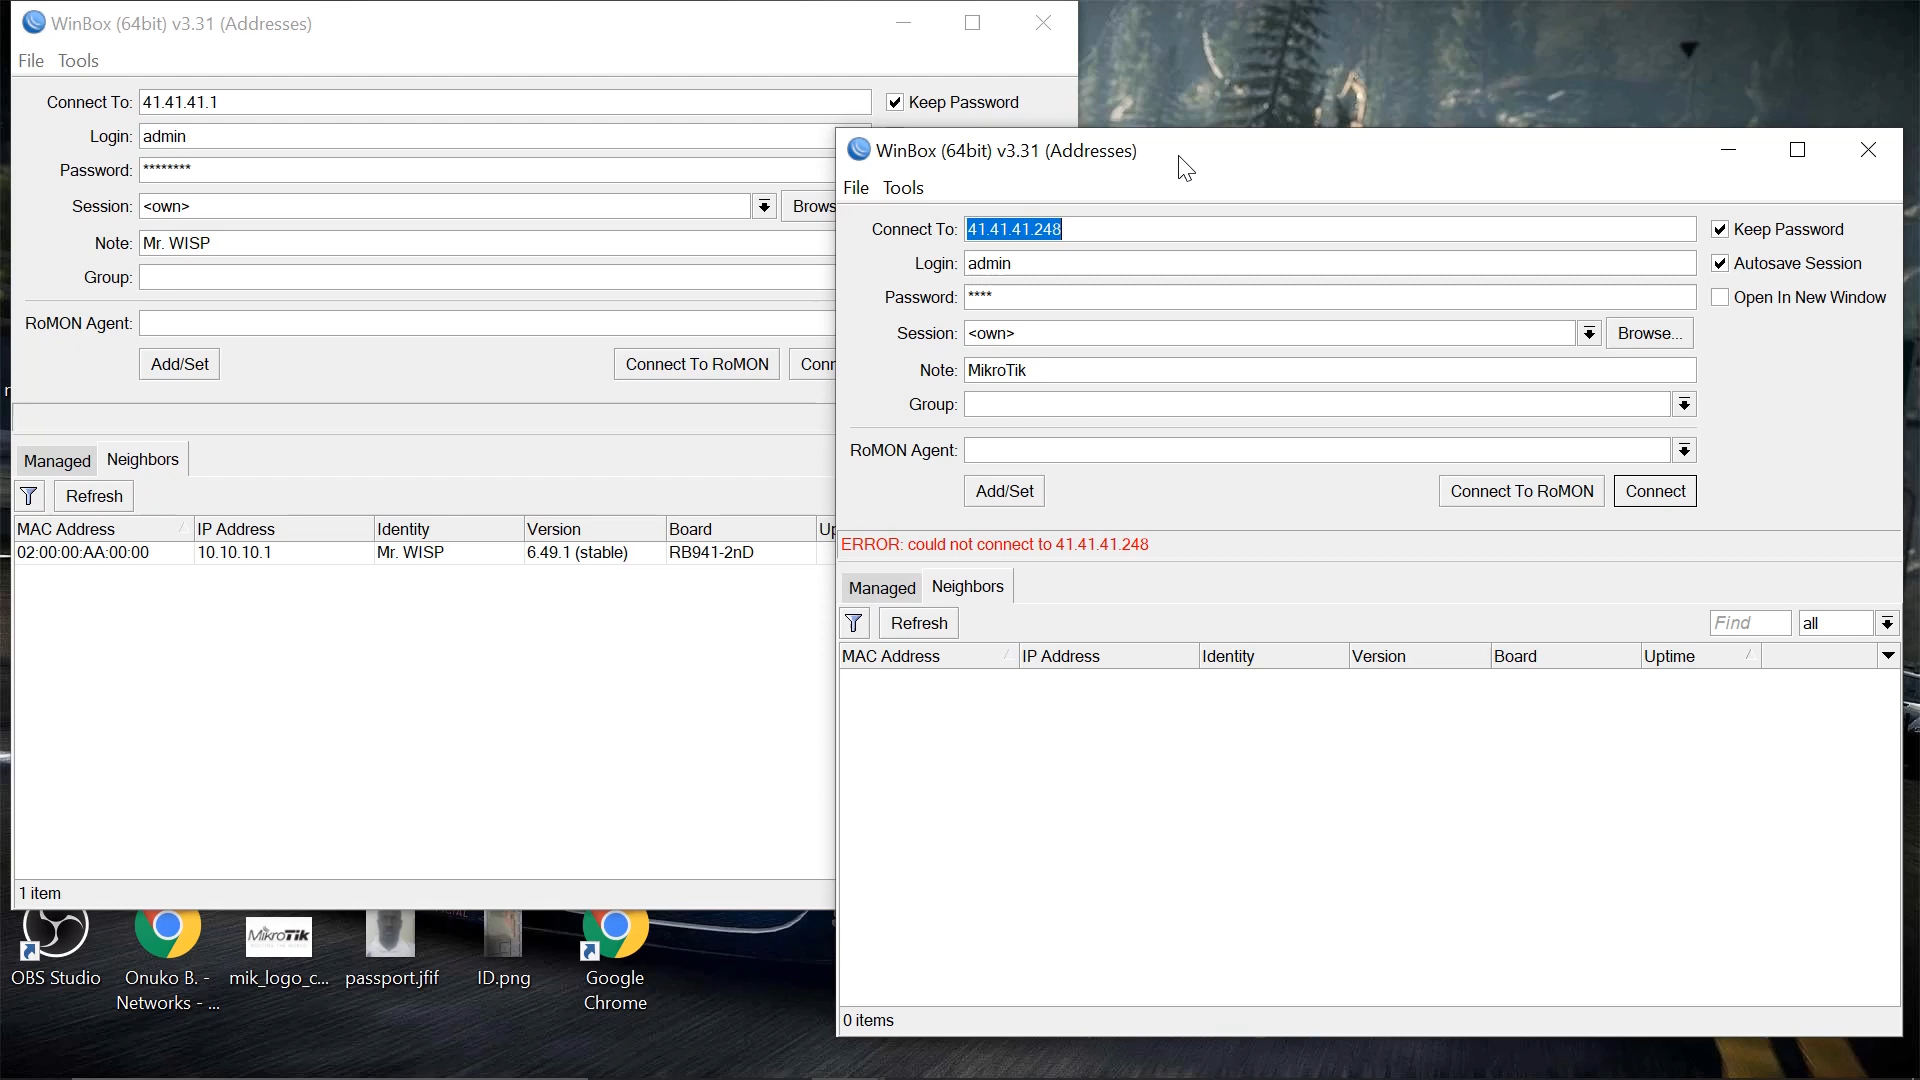 WinBox (64bit) v3.31 (Addresses)
File Tools
Connect To: 41.41.41.1 Keep Password
Login: admin
Password: ********
Session: <own> Brows
Note: Mr. WISP
Group:
RoMON Agent:
Add/Set Connect To RoMON Conn
Managed Neighbors
Refresh
MAC Address IP Address Identity Version Board Up
02:00:00:AA:00:00 10.10.10.1 Mr. WISP 6.49.1 (stable) RB941-2nD
1 item
WinBox (64bit) v3.31 (Addresses)
File Tools
Connect To: 41.41.41.248 Keep Password
Login: admin Autosave Session
Password: **** Open In New Window
Session: <own> Browse...
Note: MikroTik
Group:
RoMON Agent:
Add/Set Connect To RoMON Connect
ERROR: could not connect to 41.41.41.248
Managed Neighbors
Refresh Find all
MAC Address IP Address Identity Version Board Uptime
0 items
MikroTik
OBS Studio Onuko B. - mik_logo_c... passport.jfif ID.png Google
Networks - ... Chrome